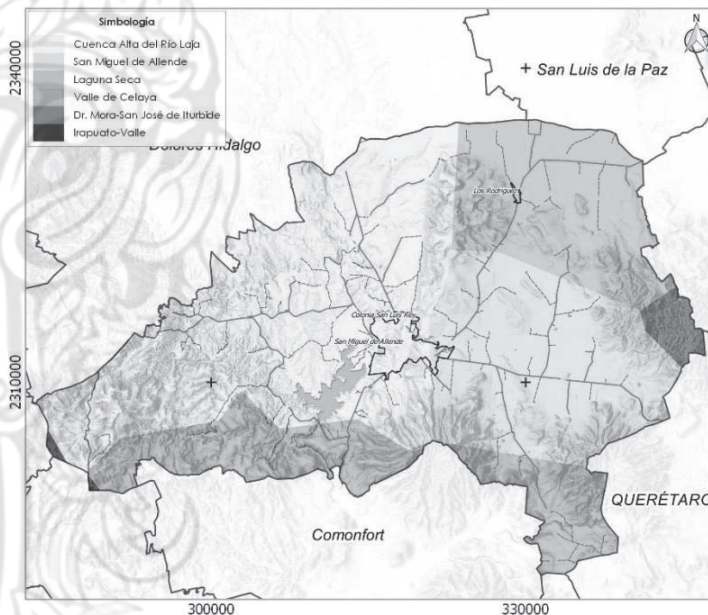 Simbología
Cuenca Alta del Río Laja
San Miguel de Allende
Laguna Seca
Valle de Celaya
Dr. Mora-San José de Iturbide
Irapuato-Valle
N
2340000
San Luis de la Paz
Dolores Hidalgo
Los Rodríguez
Colonia San Luis Rey
San Miguel de Allende
2310000
QUERÉTARO
Comonfort
300000
330000